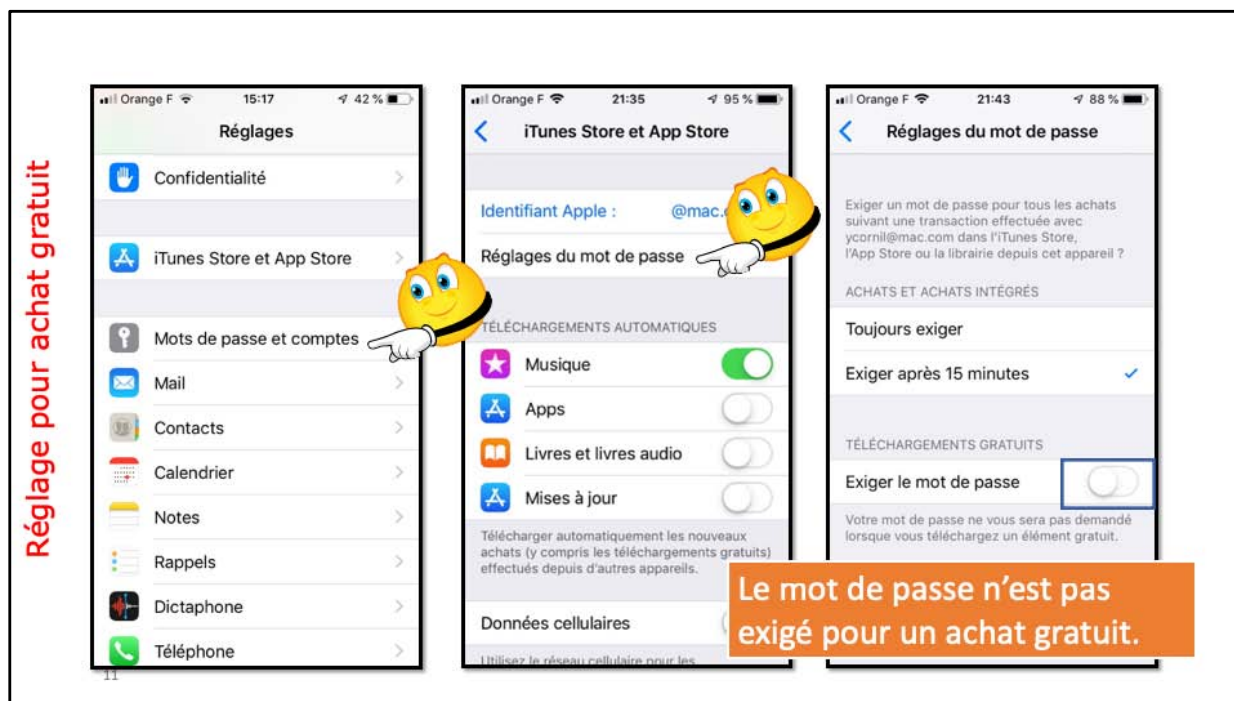 Réglage pour achat gratuit
Orange F 15:17 42 %
Réglages
Confidentialité
iTunes Store et App Store
Mots de passe et comptes
Mail
Contacts
Calendrier
Notes
Rappels
Dictaphone
Téléphone
Orange F 21:35 95 %
iTunes Store et App Store
Identifiant Apple : @mac.
Réglages du mot de passe
TÉLÉCHARGEMENTS AUTOMATIQUES
Musique
Apps
Livres et livres audio
Mises à jour
Télécharger automatiquement les nouveaux
achats (y compris les téléchargements gratuits)
effectués depuis d'autres appareils.
Données cellulaires
Utilisez le réseau cellulaire pour les
Orange F 21:43 88 %
Réglages du mot de passe
Exiger un mot de passe pour tous les achats
suivant une transaction effectuée avec
ycornil@mac.com dans l'iTunes Store,
l'App Store ou la librairie depuis cet appareil ?
ACHATS ET ACHATS INTÉGRÉS
Toujours exiger
Exiger après 15 minutes
TÉLÉCHARGEMENTS GRATUITS
Exiger le mot de passe
Votre mot de passe ne vous sera pas demandé
lorsque vous téléchargez un élément gratuit.
Le mot de passe n'est pas
exigé pour un achat gratuit.
11